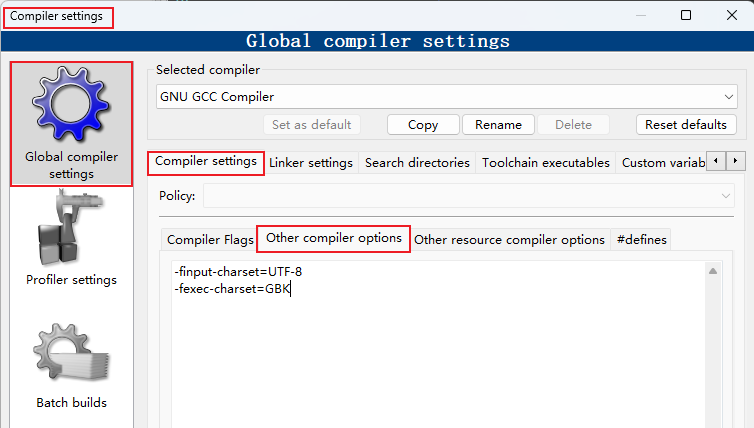 Compiler settings
Global compiler settings
Global compiler
settings
Profiler settings
Batch builds
Selected compiler
GNU GCC Compiler
Set as default Copy Rename Delete Reset defaults
Compiler settings Linker settings Search directories Toolchain executables Custom variab
Policy:
Compiler Flags Other compiler options Other resource compiler options #defines
-finput-charset=UTF-8
-fexec-charset=GBK